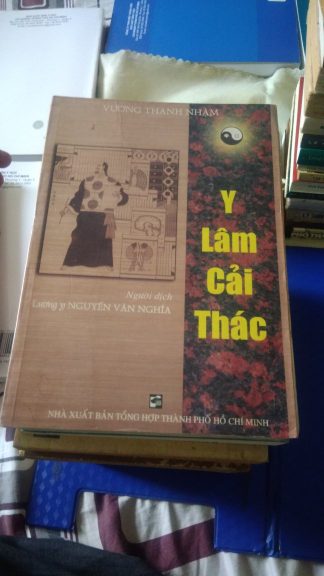 VƯƠNG THANH NHẬM
Y
Lâm
Cải
Thác
Người dịch
Lương y NGUYỄN VĂN NGHĨA
NHÀ XUẤT BẢN TỔNG HỢP THÀNH PHỐ HỒ CHÍ MINH